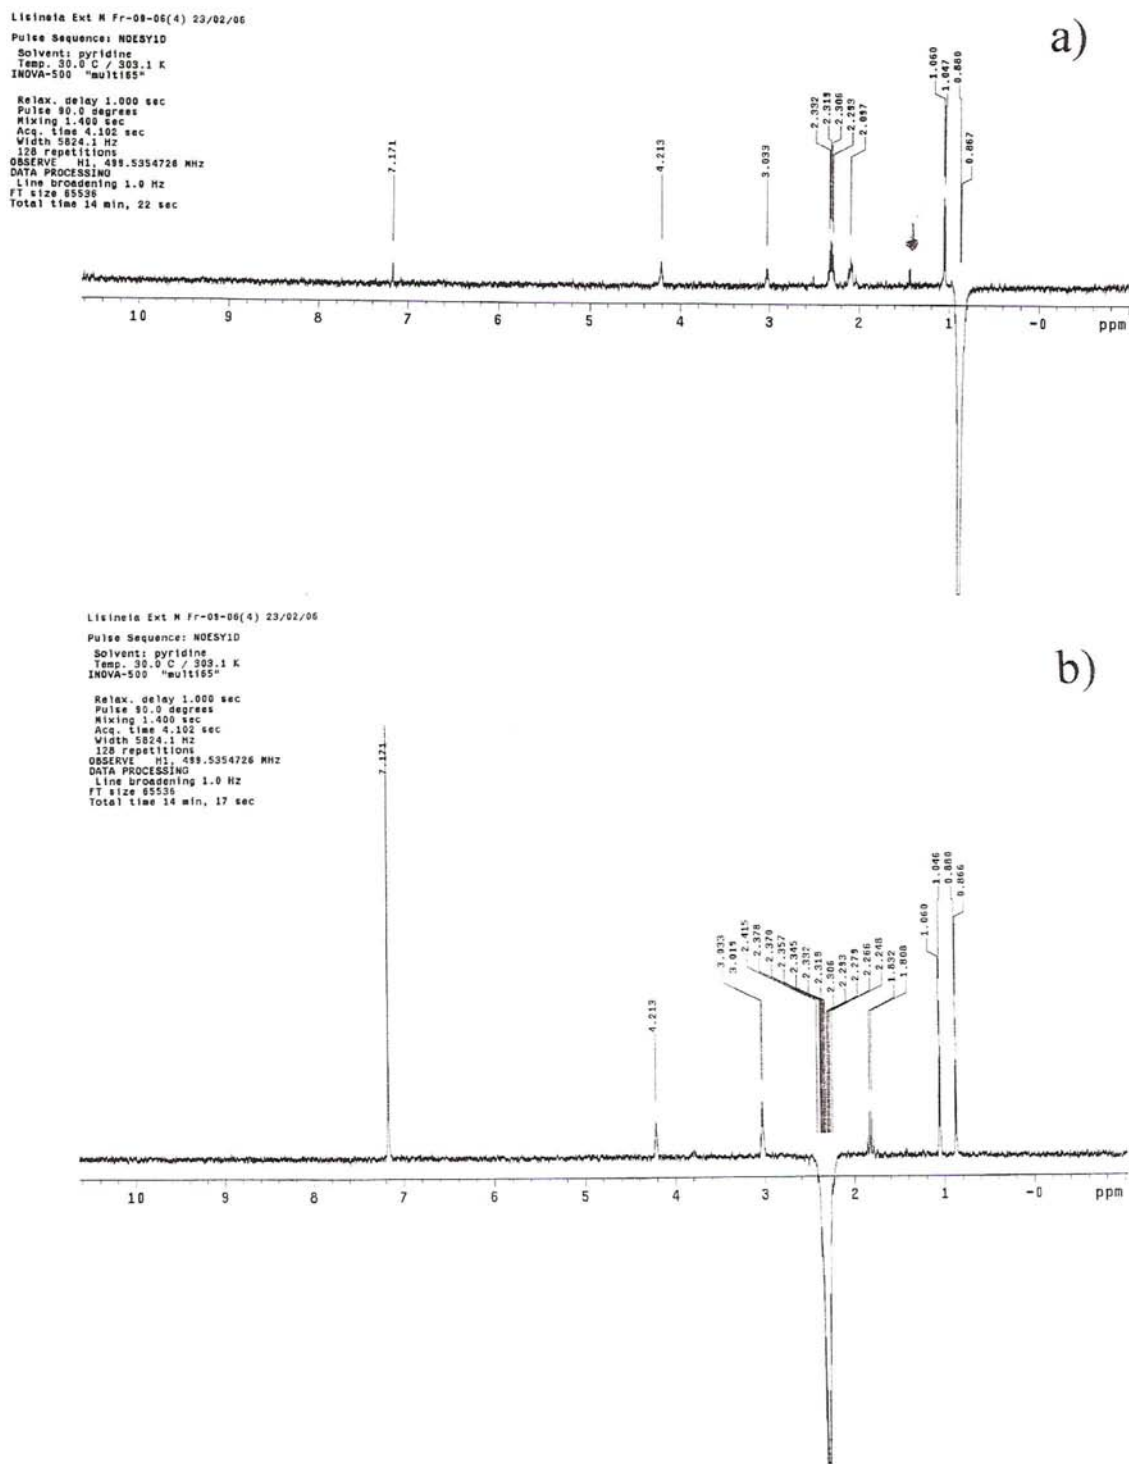 Lisineia Ext M Fr-09-06(4) 23/02/06
Pulse Sequence: NOESY1D
Solvent: pyridine
Temp. 30.0 C / 303.1 K
INOVA-500 "multi65"
Relax. delay 1.000 sec
Pulse 90.0 degrees
Mixing 1.400 sec
Acq. time 4.102 sec
Width 5824.1 Hz
128 repetitions
OBSERVE H1, 499.5354726 MHz
DATA PROCESSING
Line broadening 1.0 Hz
FT size 65536
Total time 14 min, 22 sec
a)
7.171
4.213
3.033
2.332
2.319
2.306
2.293
2.097
1.060
1.047
0.880
0.867
10 9 8 7 6 5 4 3 2 1 -0 ppm
Lisineia Ext M Fr-09-06(4) 23/02/06
Pulse Sequence: NOESY1D
Solvent: pyridine
Temp. 30.0 C / 303.1 K
INOVA-500 "multi65"
Relax. delay 1.000 sec
Pulse 90.0 degrees
Mixing 1.400 sec
Acq. time 4.102 sec
Width 5824.1 Hz
128 repetitions
OBSERVE H1, 499.5354726 MHz
DATA PROCESSING
Line broadening 1.0 Hz
FT size 65536
Total time 14 min, 17 sec
b)
7.171
4.213
3.033
3.019
2.415
2.378
2.370
2.357
2.345
2.332
2.319
2.306
2.293
2.279
2.266
2.248
1.832
1.808
1.060
1.046
0.880
0.866
10 9 8 7 6 5 4 3 2 1 -0 ppm